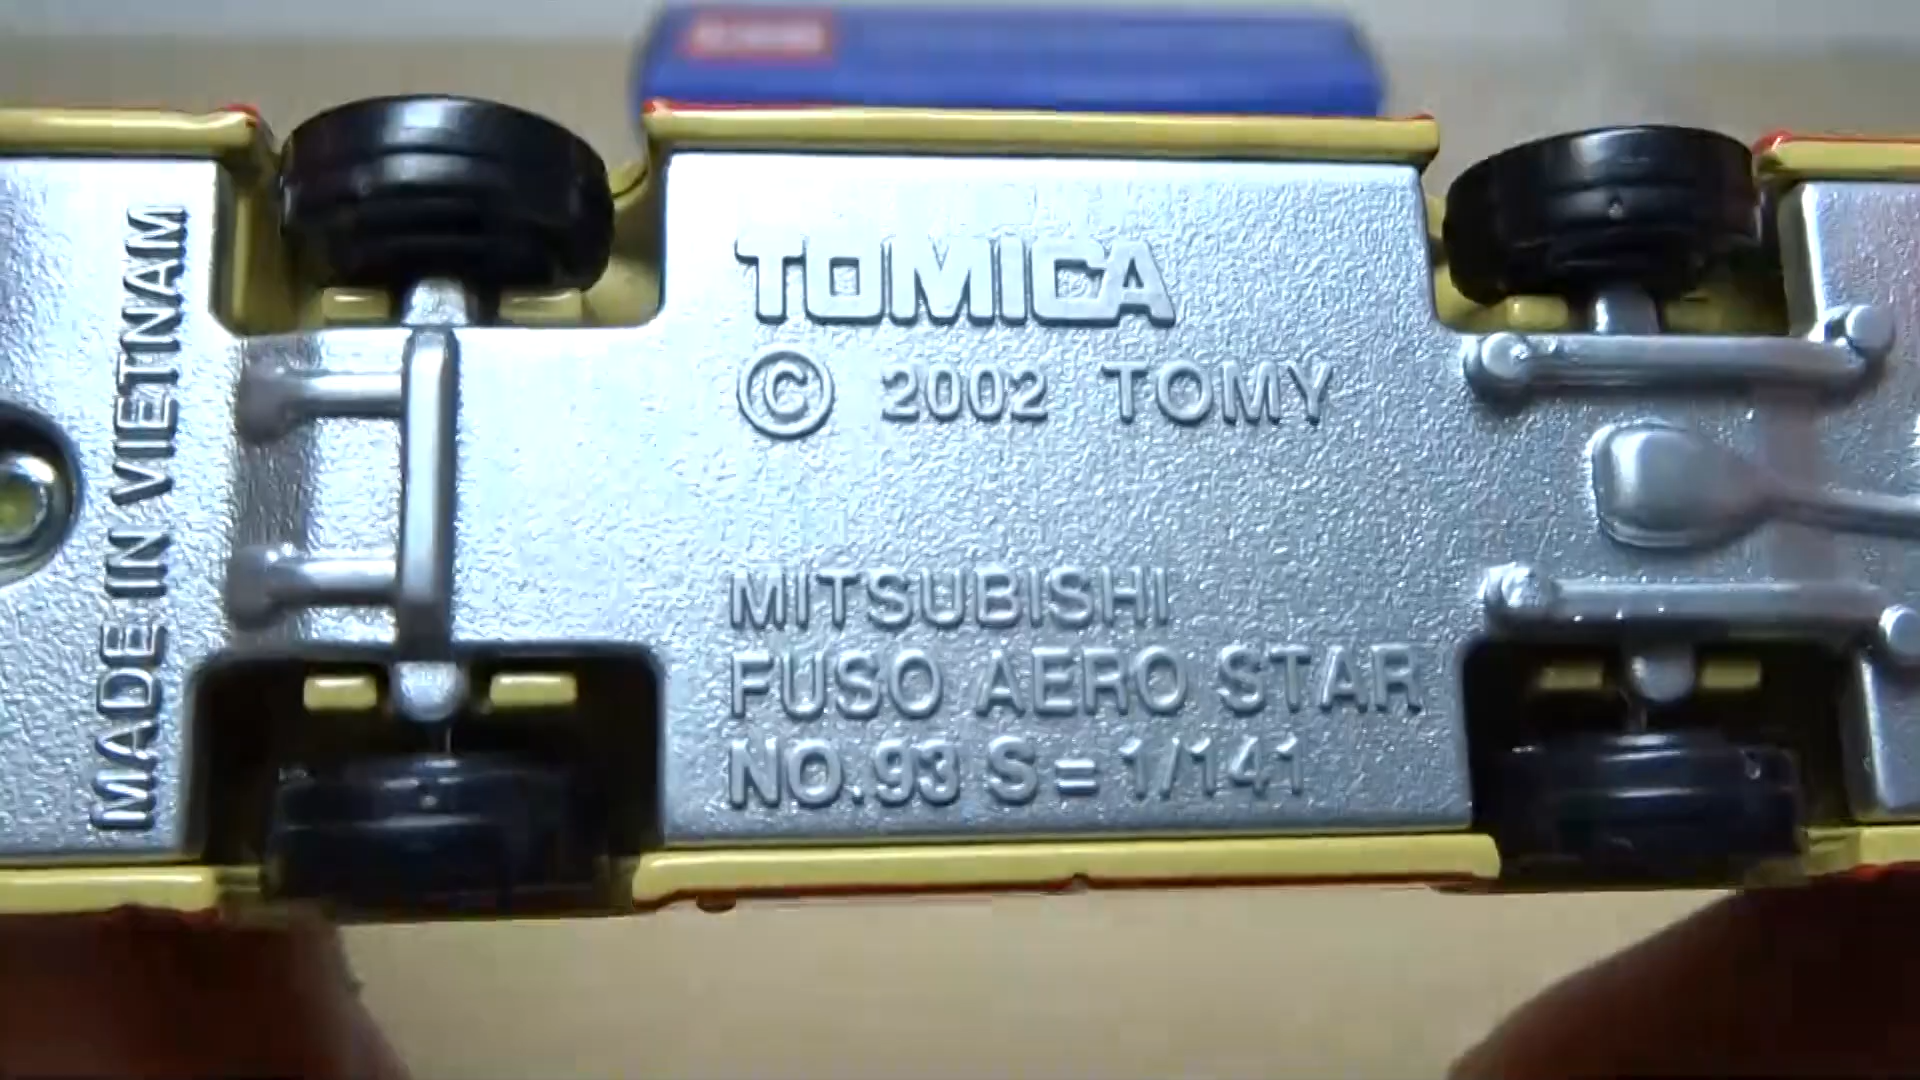 MADE IN VIETNAM
TOMICA
© 2002 TOMY
MITSUBISHI
FUSO AERO STAR
NO.93 S=1/141